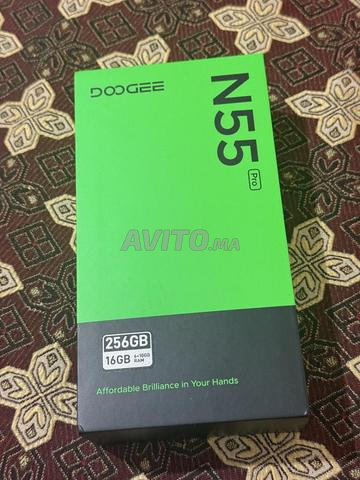 DOOGEE
N55 Pro
AVITO.MA
256GB
16GB 6+10GB RAM
Affordable Brilliance in Your Hands